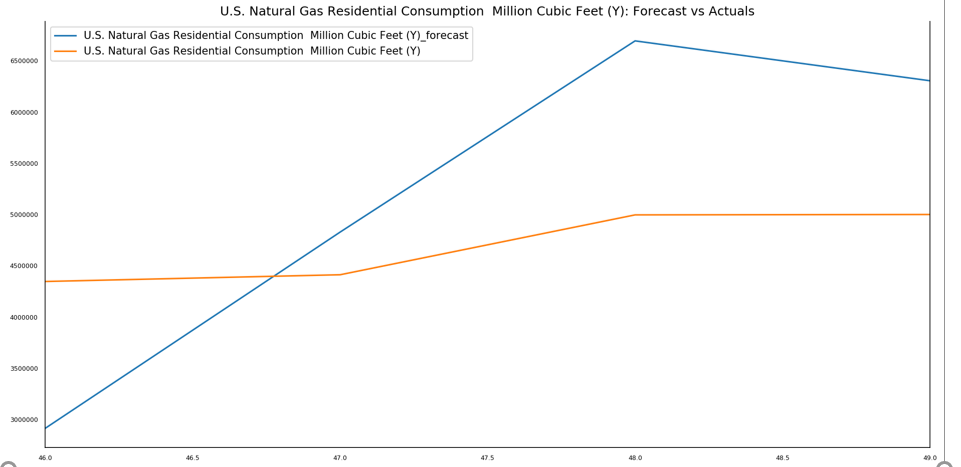 U.S. Natural Gas Residential Consumption  Million Cubic Feet (Y): Forecast vs Actuals
U.S. Natural Gas Residential Consumption  Million Cubic Feet (Y)_forecast
U.S. Natural Gas Residential Consumption  Million Cubic Feet (Y)
6500000
6000000
5500000
5000000
4500000
4000000
3500000
3000000
46.0 46.5 47.0 47.5 48.0 48.5 49.0